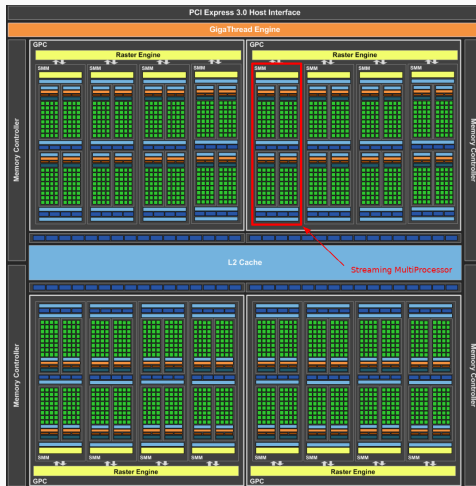 PCI Express 3.0 Host Interface
GigaThread Engine
GPC
GPC
Raster Engine
Raster Engine
SMM
SMM
SMM
SMM
SMM
SMM
SMM
SMM
Memory Controller
Memory Controller
L2 Cache
Streaming MultiProcessor
Memory Controller
Memory Controller
SMM
SMM
SMM
SMM
SMM
SMM
SMM
SMM
Raster Engine
Raster Engine
GPC
GPC